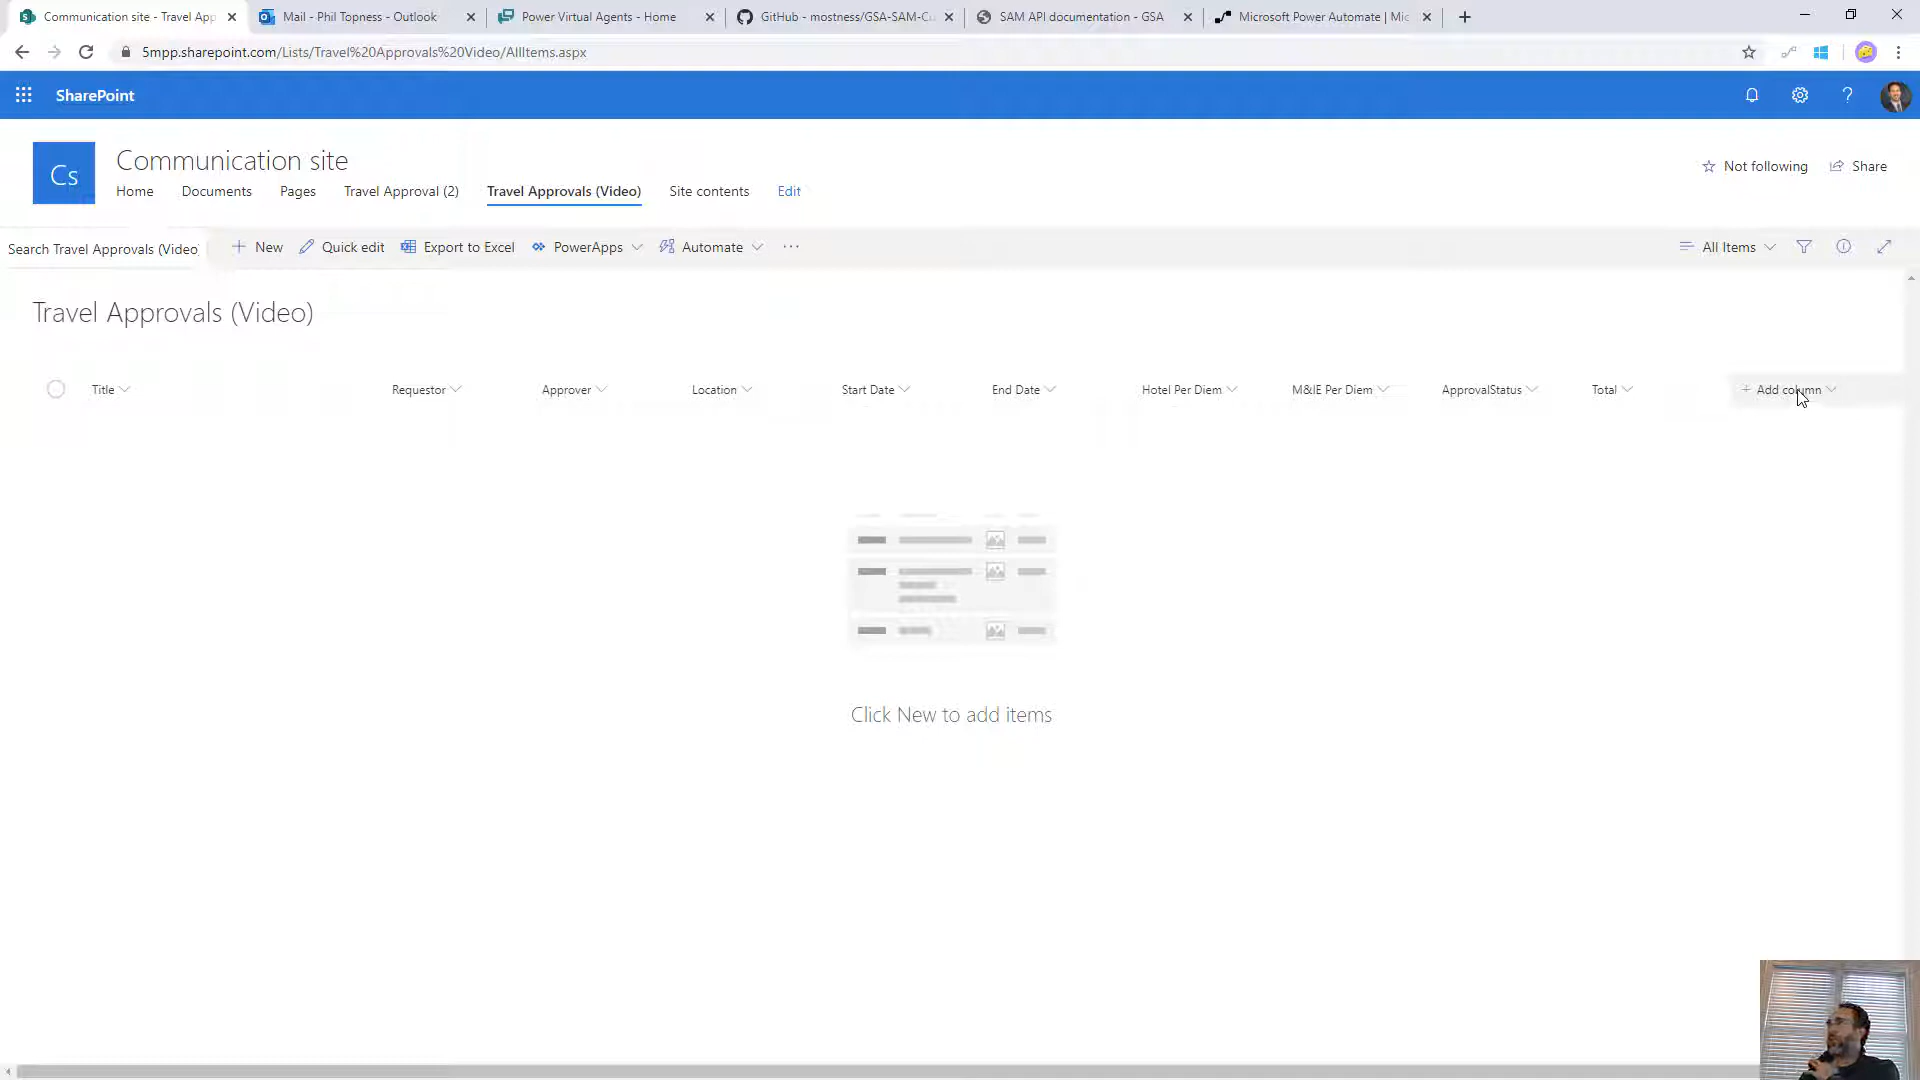 Communication site - Travel App
Mail - Phil Topness - Outlook
Power Virtual Agents - Home
GitHub - mostness/GSA-SAM-Cu
SAM API documentation - GSA
Microsoft Power Automate | Mic
5mpp.sharepoint.com/Lists/Travel%20Approvals%20Video/AllItems.aspx
SharePoint
Cs
Communication site
Home
Documents
Pages
Travel Approval (2)
Travel Approvals (Video)
Site contents
Edit
Not following
Share
Search Travel Approvals (Video)
New
Quick edit
Export to Excel
PowerApps
Automate
All Items
Travel Approvals (Video)
Title
Requestor
Approver
Location
Start Date
End Date
Hotel Per Diem
M&IE Per Diem
ApprovalStatus
Total
Add column
Click New to add items